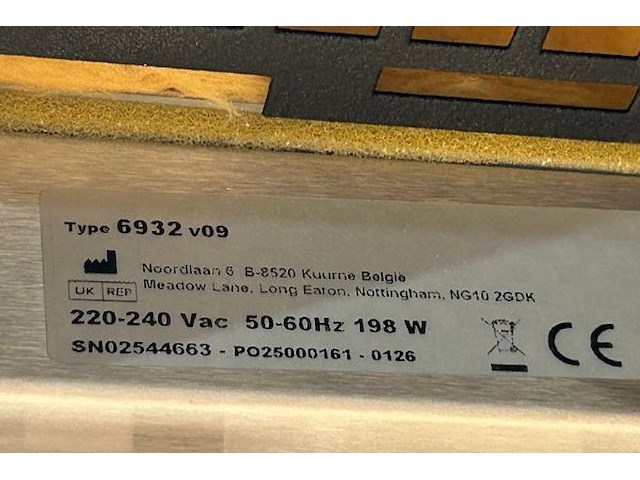 Type 6932 v09
Noordlaan 6 B-8520 Kuurne België
UK REP Meadow Lane, Long Eaton, Nottingham, NG10 2GDK
220-240 Vac 50-60Hz 198 W
SN02544663 - PO25000161 - 0126
CE